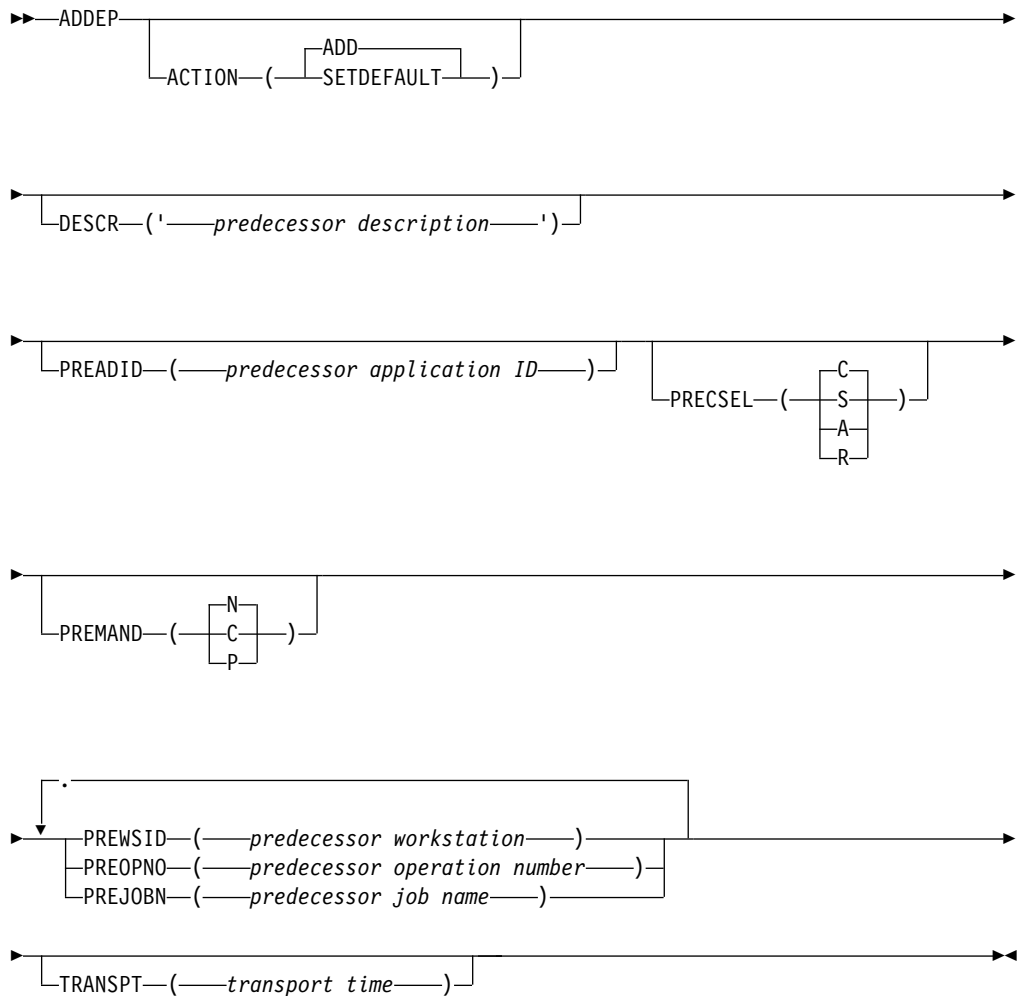 ADDEP
ADD
ACTION ( SETDEFAULT )
DESCR (' predecessor description ')
PREADID ( predecessor application ID )
C
PRECSEL ( S )
A
R
N
PREMAND ( C )
P
.
PREWSID ( predecessor workstation )
PREOPNO ( predecessor operation number )
PREJOBN ( predecessor job name )
TRANSPT ( transport time )